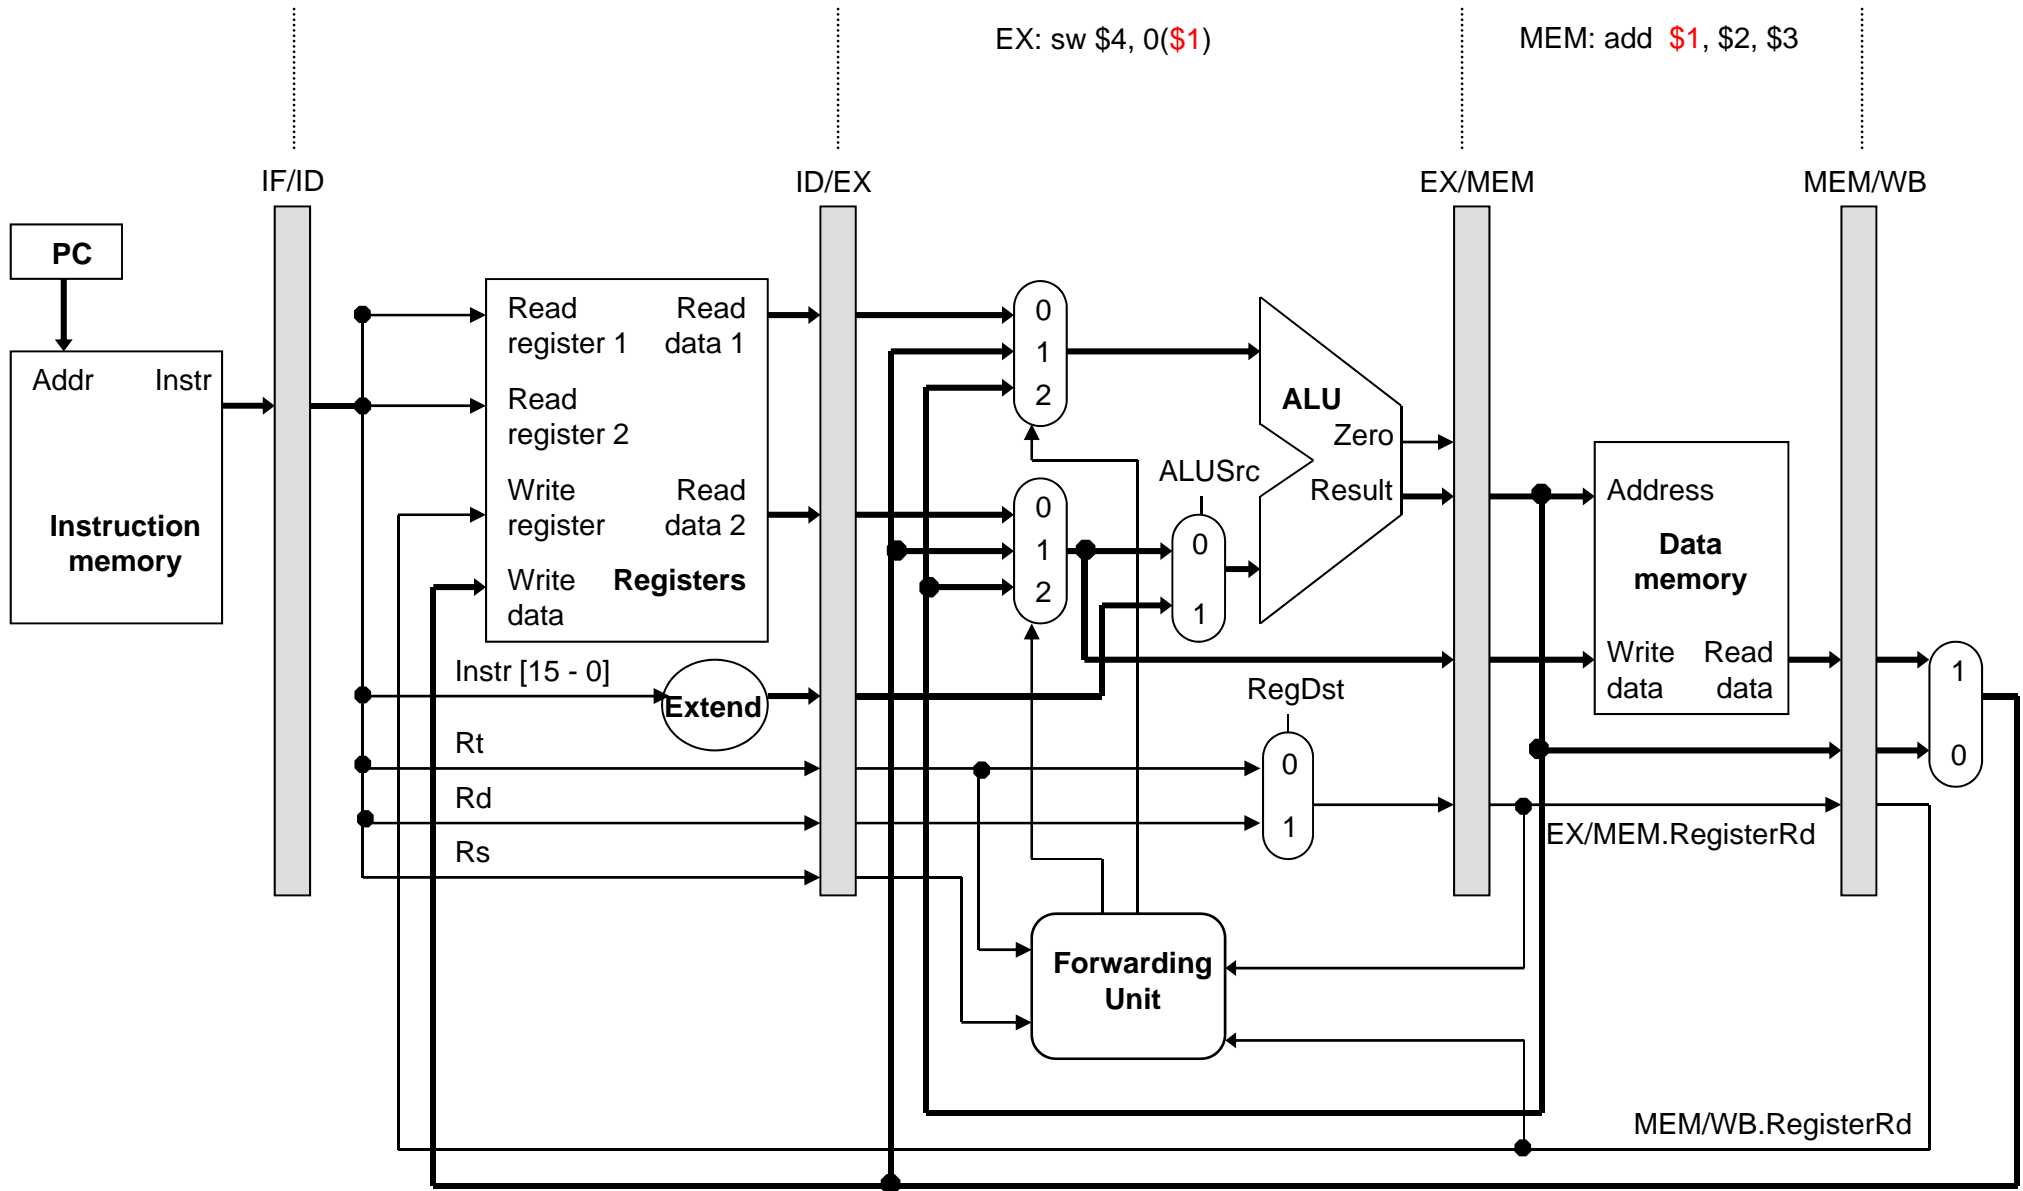 EX: sw $4, 0($1)
MEM: add $1, $2, $3
IF/ID
ID/EX
EX/MEM
MEM/WB
PC
Addr
Instr
Instruction
memory
Read
register 1
Read
data 1
Read
register 2
Write
register
Read
data 2
Write
data
Registers
Instr [15 - 0]
Extend
Rt
Rd
Rs
0
1
2
0
1
2
ALUSrc
0
1
ALU
Zero
Result
RegDst
0
1
Forwarding
Unit
Address
Data
memory
Write
data
Read
data
1
0
EX/MEM.RegisterRd
MEM/WB.RegisterRd